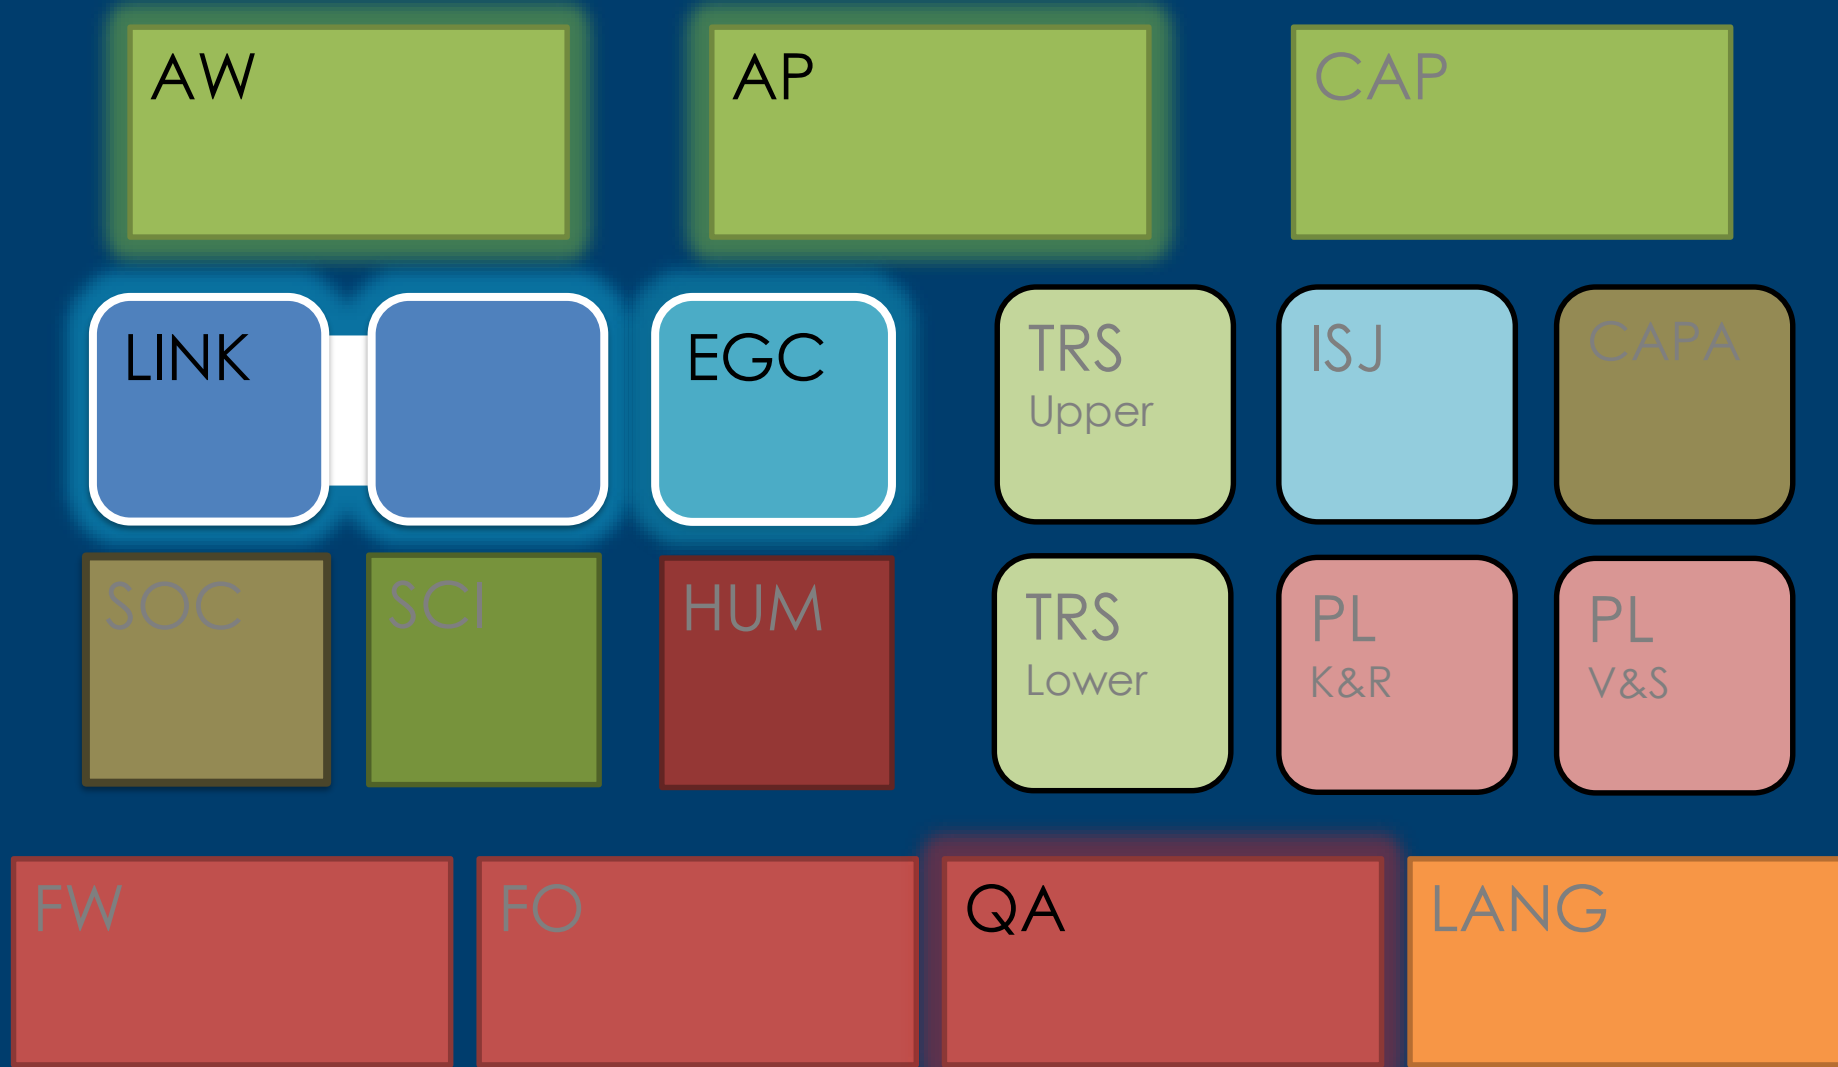 AW
AP
CAP
LINK
EGC
TRS
Upper
ISJ
CAPA
SOC
SCI
HUM
TRS
Lower
PL
K&R
PL
V&S
FW
FO
QA
LANG